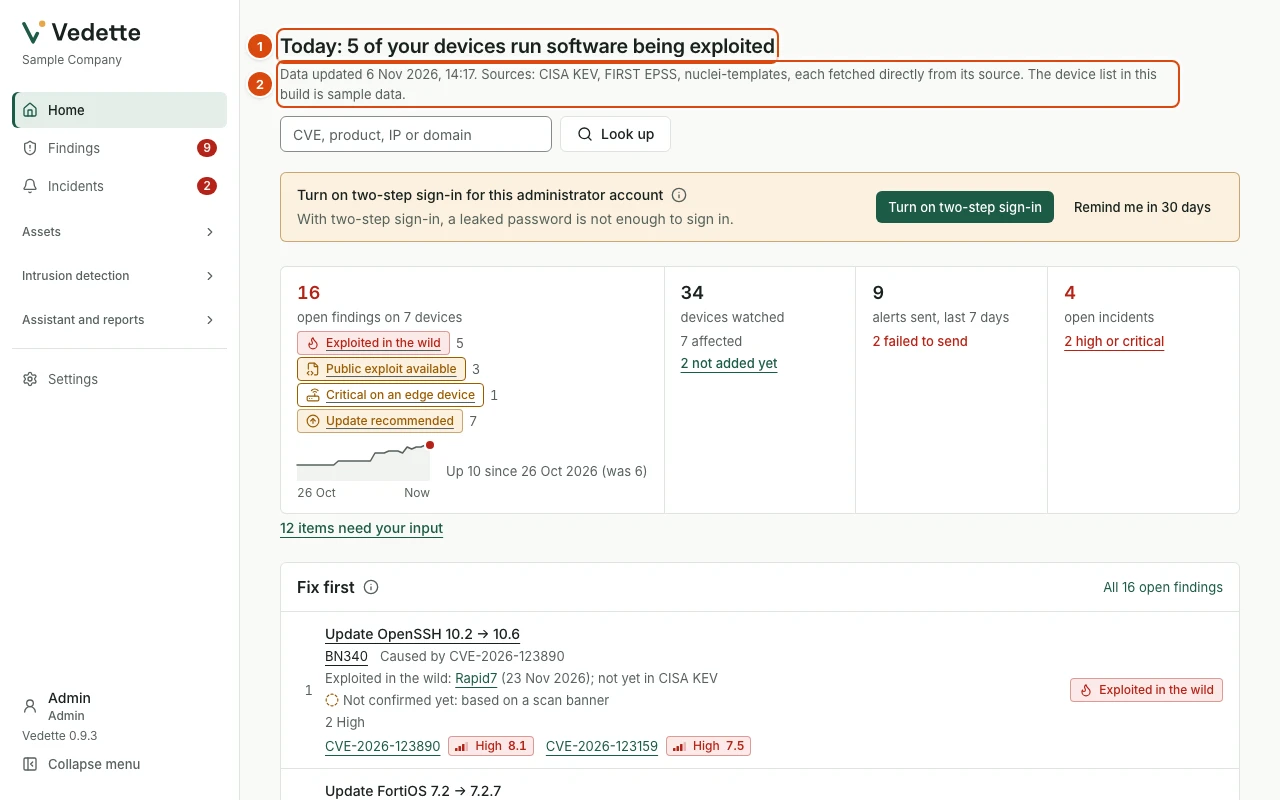 Vedette
Sample Company
Home
Findings 9
Incidents 2
Assets
Intrusion detection
Assistant and reports
Settings
Admin
Admin
Vedette 0.9.3
Collapse menu
1 Today: 5 of your devices run software being exploited
2 Data updated 6 Nov 2026, 14:17. Sources: CISA KEV, FIRST EPSS, nuclei-templates, each fetched directly from its source. The device list in this
build is sample data.
CVE, product, IP or domain Look up
Turn on two-step sign-in for this administrator account
With two-step sign-in, a leaked password is not enough to sign in.
Turn on two-step sign-in Remind me in 30 days
16
open findings on 7 devices
Exploited in the wild 5
Public exploit available 3
Critical on an edge device 1
Update recommended 7
Up 10 since 26 Oct 2026 (was 6)
26 Oct Now
34
devices watched
7 affected
2 not added yet
9
alerts sent, last 7 days
2 failed to send
4
open incidents
2 high or critical
12 items need your input
Fix first All 16 open findings
1
Update OpenSSH 10.2 → 10.6
BN340 Caused by CVE-2026-123890
Exploited in the wild: Rapid7 (23 Nov 2026); not yet in CISA KEV
Not confirmed yet: based on a scan banner
2 High
CVE-2026-123890 High 8.1 CVE-2026-123159 High 7.5
Exploited in the wild
Update FortiOS 7.2 → 7.2.7